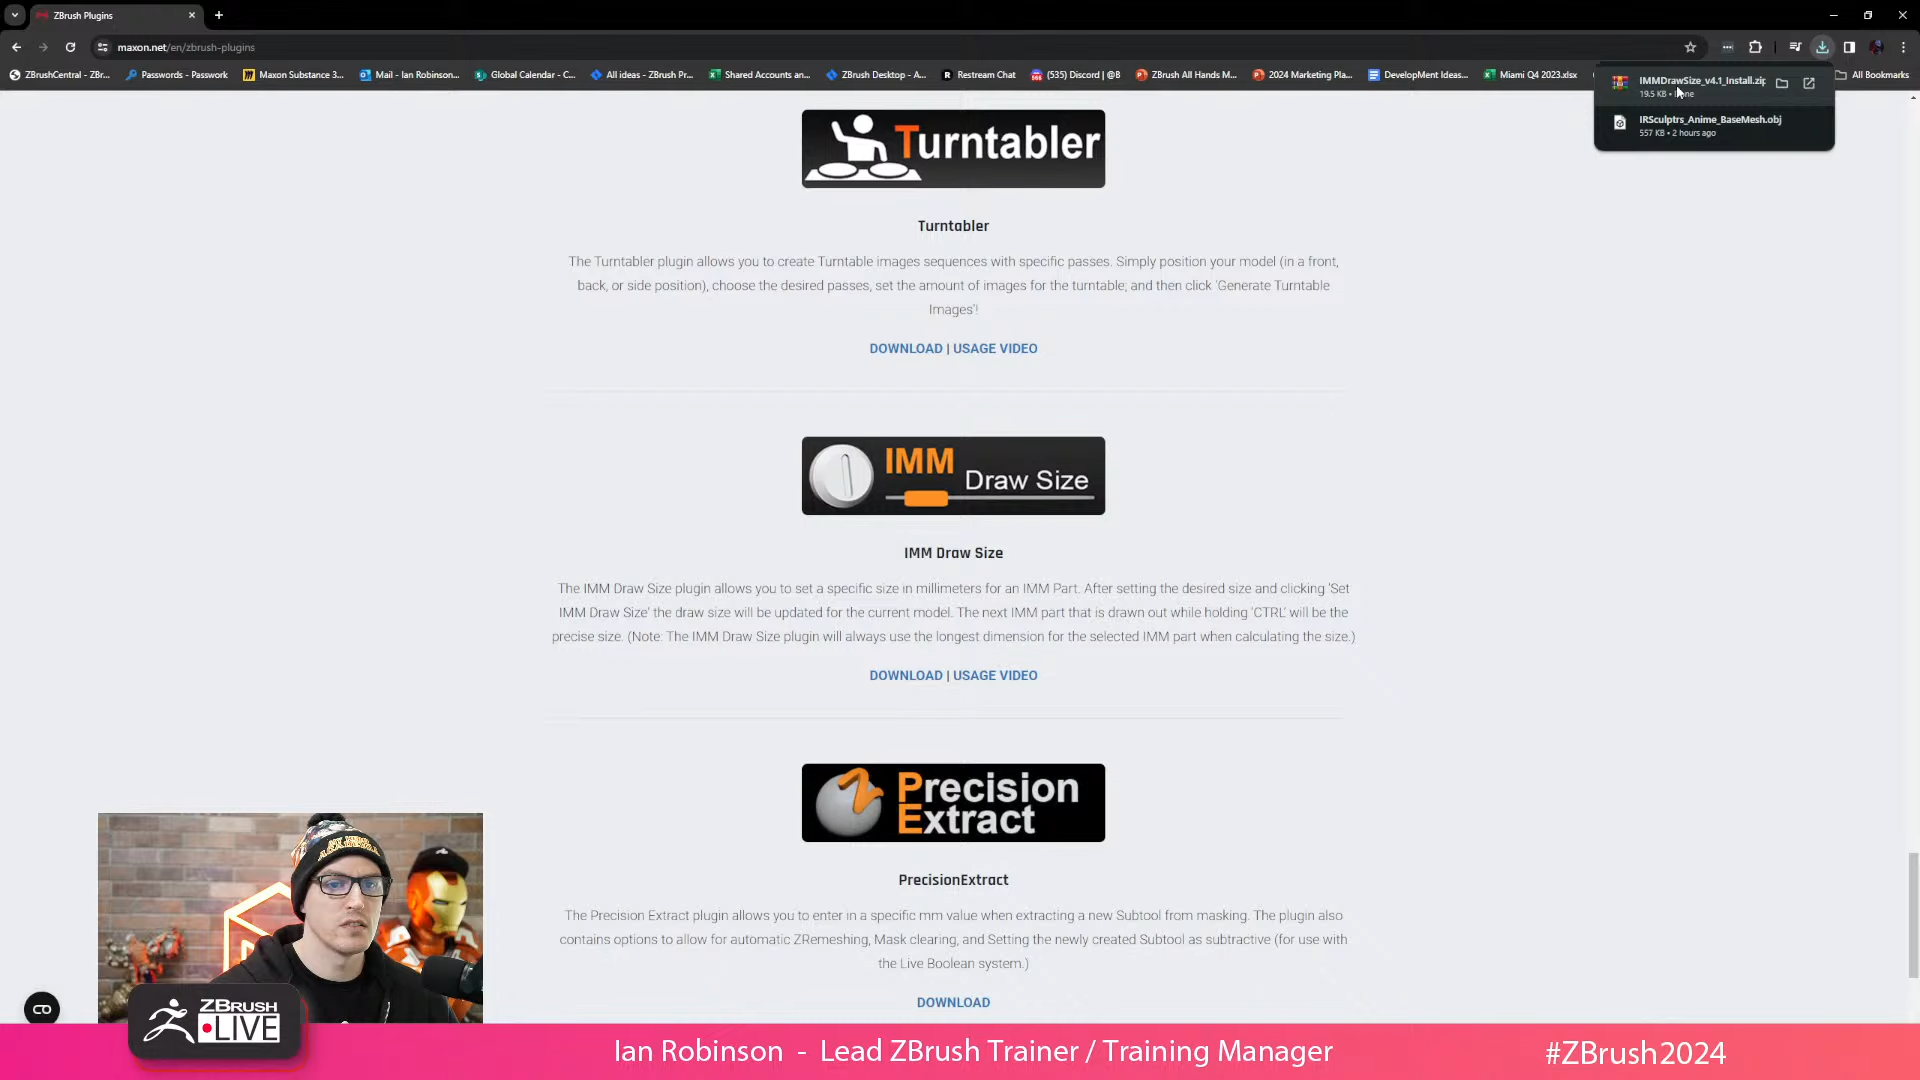 ZBrush Plugins
maxon.net/en/zbrush-plugins
ZBrushCentral - ZBr...
Passwords - Passwork
Maxon Substance 3...
Mail - Ian Robinson...
Global Calendar - C...
All ideas - ZBrush Pr...
Shared Accounts an...
ZBrush Desktop - A...
Restream Chat
(535) Discord | @B
ZBrush All Hands M...
2024 Marketing Pla...
Development Ideas...
Miami Q4 2023.xlsx
All Bookmarks
IMMDrawSize_v4.1_Install.zip
19.5 KB •
IRSculptrs_Anime_BaseMesh.obj
557 KB • 2 hours ago
Turntabler
Turntabler
The Turntabler plugin allows you to create Turntable images sequences with specific passes. Simply position your model (in a front,
back, or side position), choose the desired passes, set the amount of images for the turntable, and then click 'Generate Turntable
Images'!
DOWNLOAD | USAGE VIDEO
IMM Draw Size
IMM Draw Size
The IMM Draw Size plugin allows you to set a specific size in millimeters for an IMM Part. After setting the desired size and clicking 'Set
IMM Draw Size' the draw size will be updated for the current model. The next IMM part that is drawn out while holding 'CTRL' will be the
precise size. (Note: The IMM Draw Size plugin will always use the longest dimension for the selected IMM part when calculating the size.)
DOWNLOAD | USAGE VIDEO
Precision
Extract
PrecisionExtract
The Precision Extract plugin allows you to enter in a specific mm value when extracting a new Subtool from masking. The plugin also
contains options to allow for automatic ZRemeshing, Mask clearing, and Setting the newly created Subtool as subtractive (for use with
the Live Boolean system.)
DOWNLOAD
ZBRUSH
•LIVE
Ian Robinson - Lead ZBrush Trainer / Training Manager
#ZBrush2024